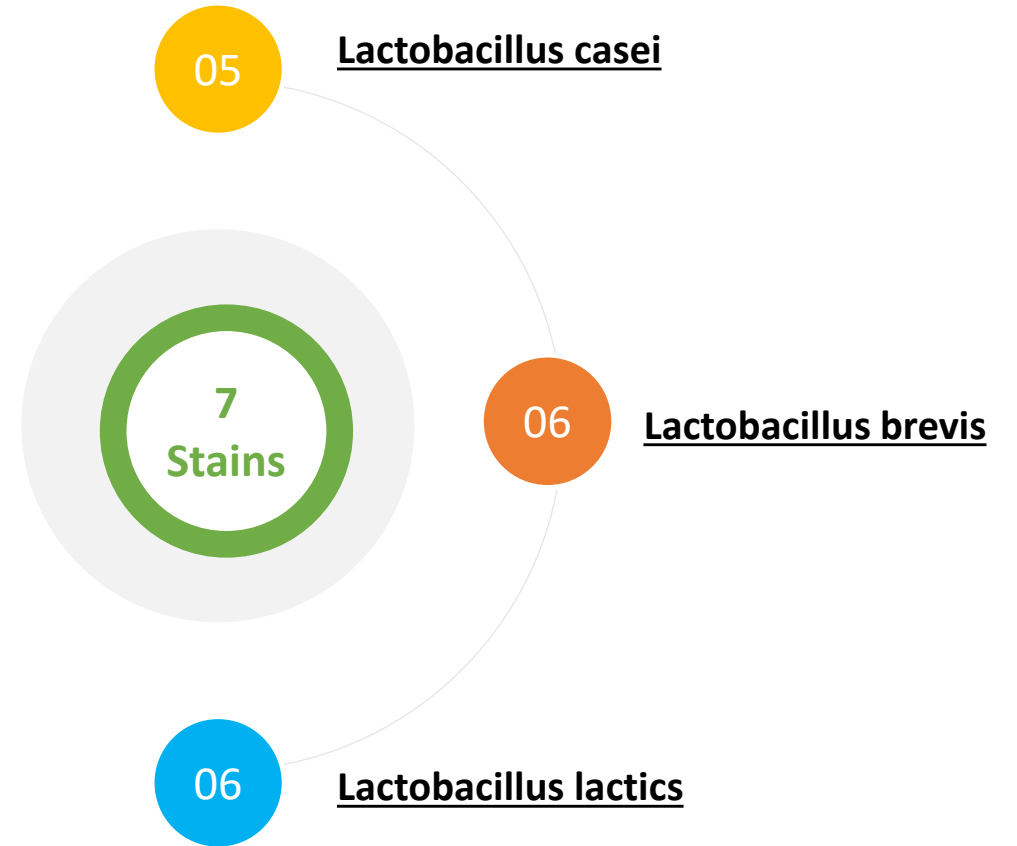 05
Lactobacillus casei
7
Stains
06
Lactobacillus brevis
06
Lactobacillus lactics